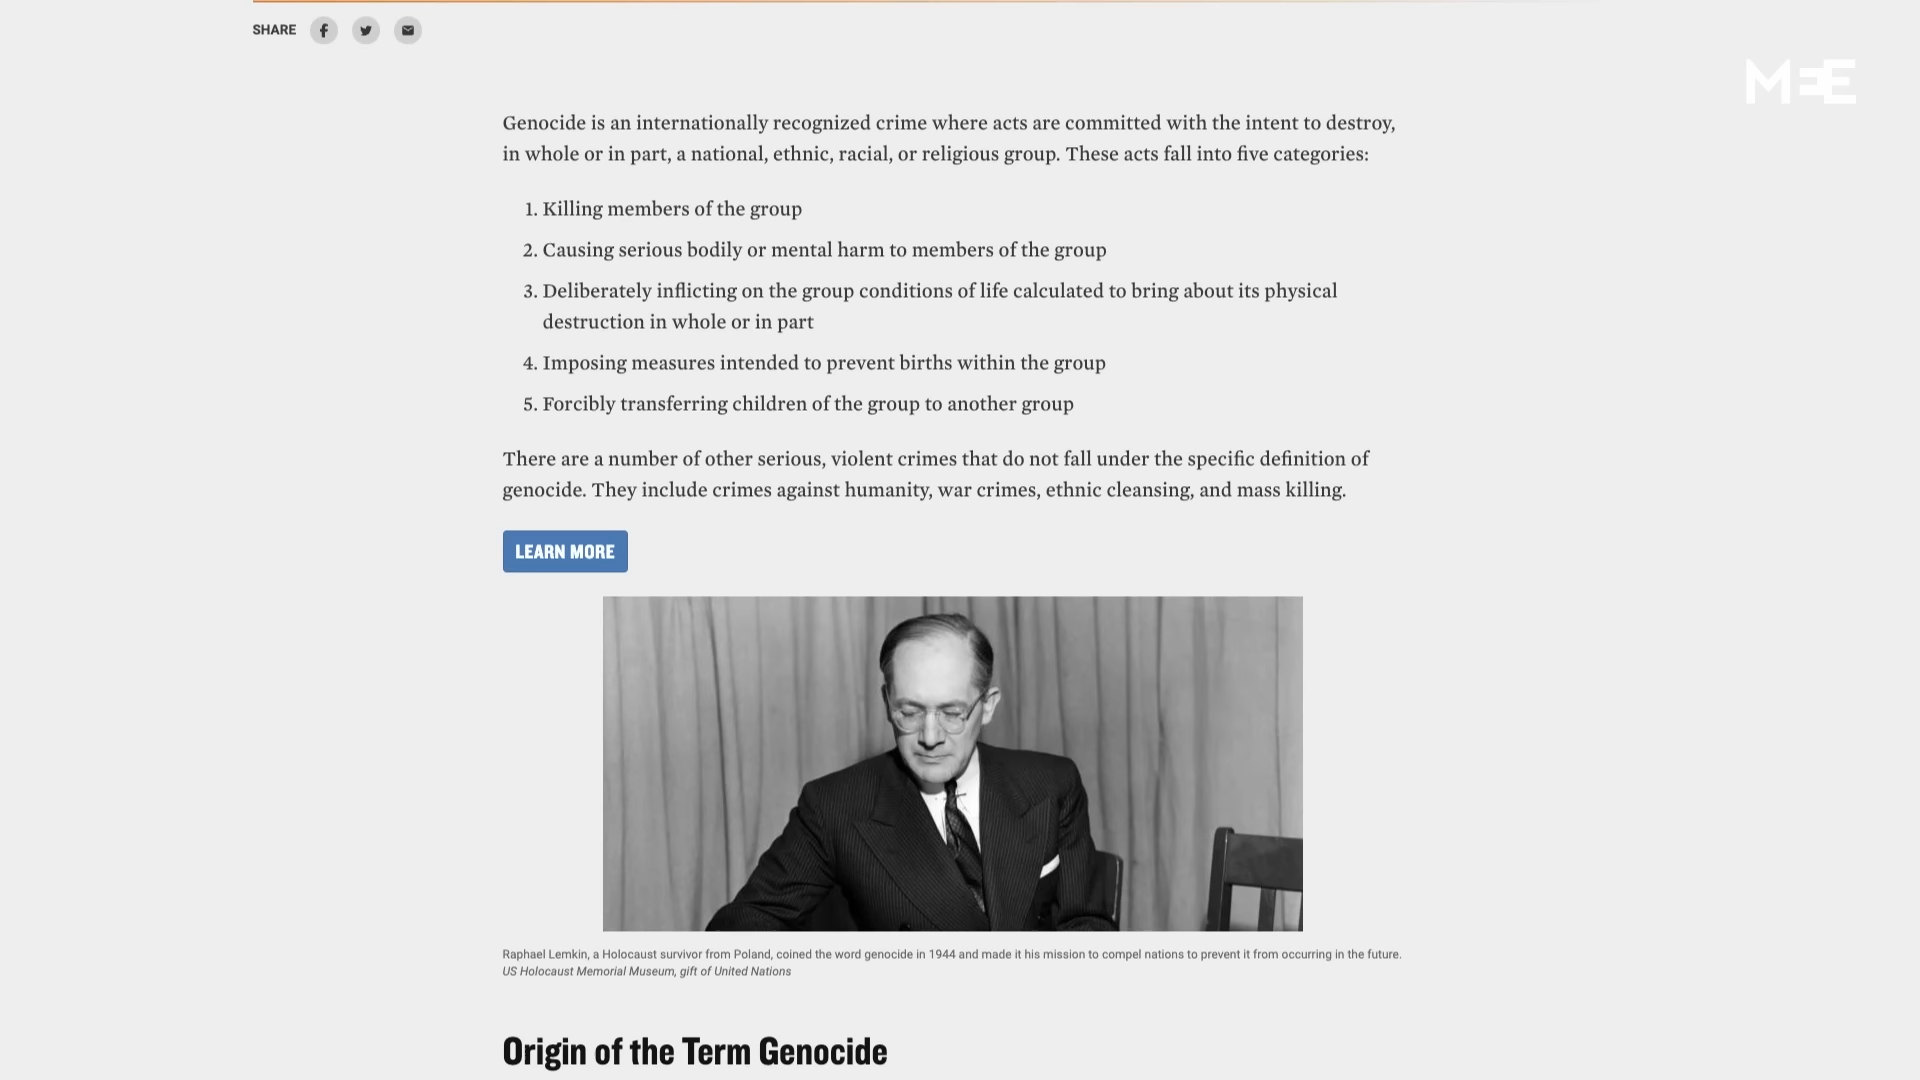 SHARE
MEE
Genocide is an internationally recognized crime where acts are committed with the intent to destroy,
in whole or in part, a national, ethnic, racial, or religious group. These acts fall into five categories:
1. Killing members of the group
2. Causing serious bodily or mental harm to members of the group
3. Deliberately inflicting on the group conditions of life calculated to bring about its physical
destruction in whole or in part
4. Imposing measures intended to prevent births within the group
5. Forcibly transferring children of the group to another group
There are a number of other serious, violent crimes that do not fall under the specific definition of
genocide. They include crimes against humanity, war crimes, ethnic cleansing, and mass killing.
LEARN MORE
Raphael Lemkin, a Holocaust survivor from Poland, coined the word genocide in 1944 and made it his mission to compel nations to prevent it from occurring in the future.
US Holocaust Memorial Museum, gift of United Nations
Origin of the Term Genocide